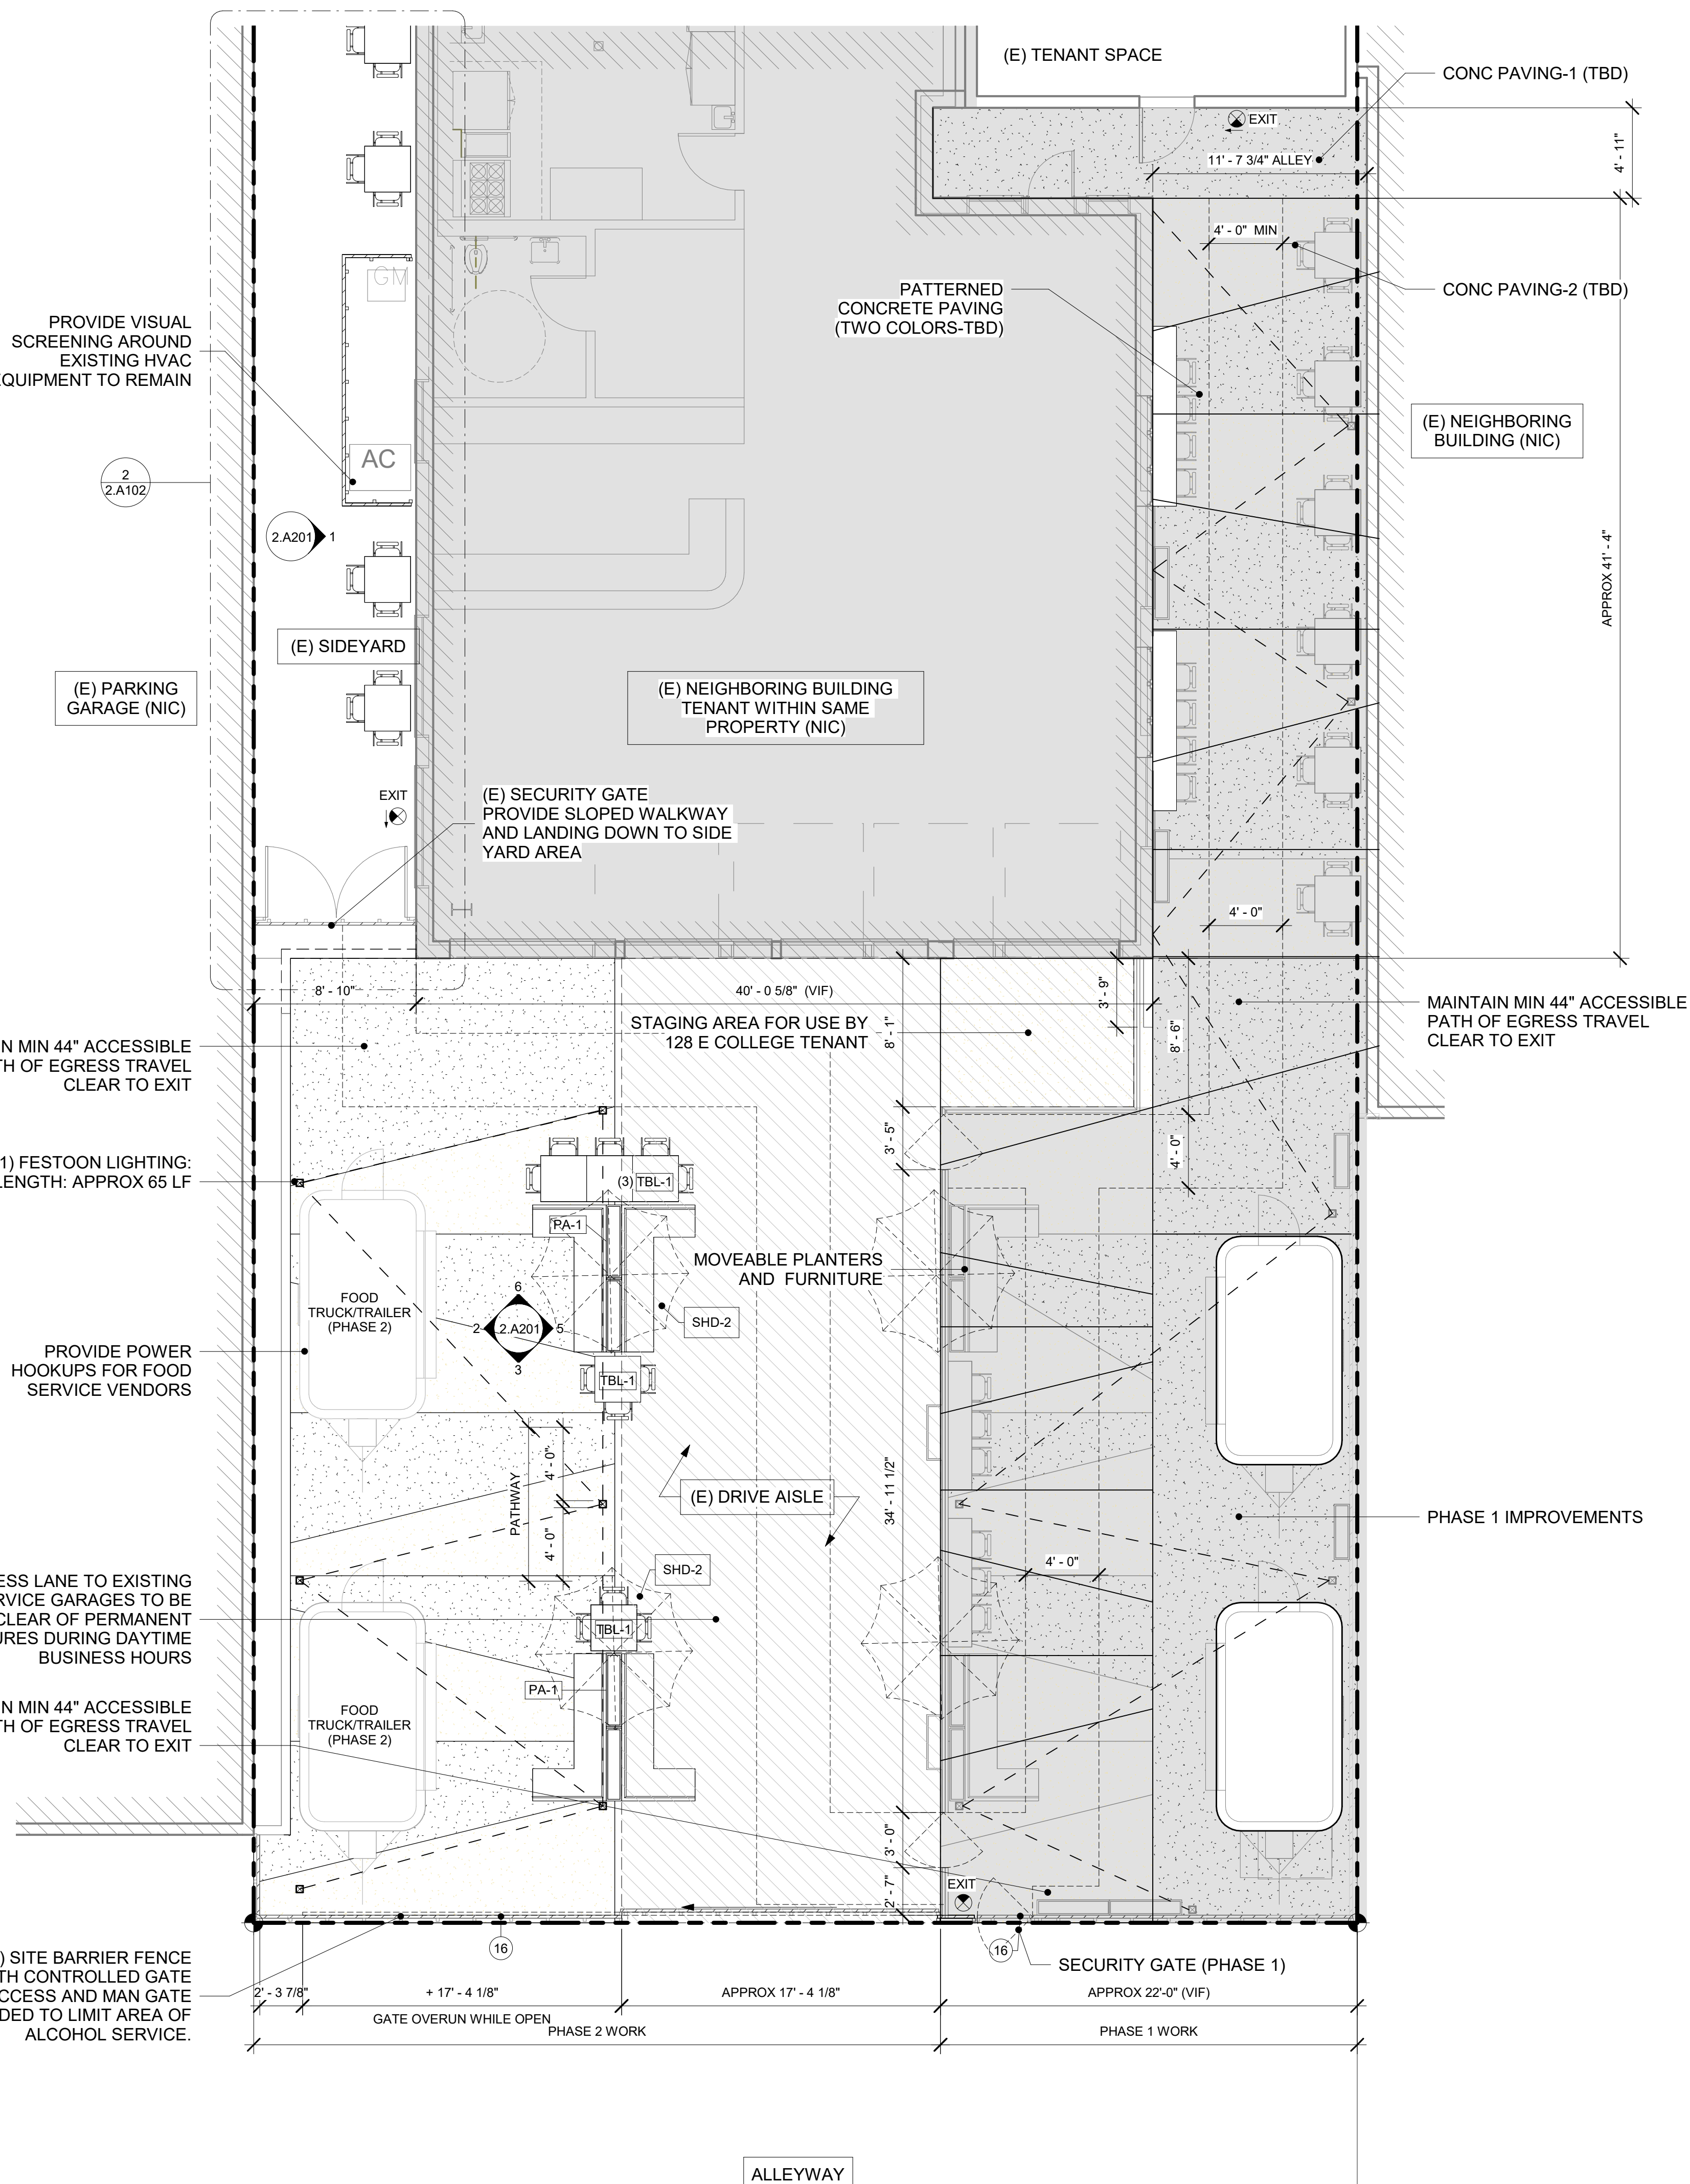 (E) TENANT SPACE
CONC PAVING-1 (TBD)
EXIT
11' - 7 3/4" ALLEY
4' - 11"
4' - 0" MIN
GM
PATTERNED
CONCRETE PAVING
(TWO COLORS-TBD)
CONC PAVING-2 (TBD)
PROVIDE VISUAL
SCREENING AROUND
EXISTING HVAC
EQUIPMENT TO REMAIN
(E) NEIGHBORING
BUILDING (NIC)
AC
2
2.A102
2.A201
1
APPROX 41' - 4"
(E) SIDEYARD
(E) PARKING
GARAGE (NIC)
(E) NEIGHBORING BUILDING
TENANT WITHIN SAME
PROPERTY (NIC)
EXIT
(E) SECURITY GATE
PROVIDE SLOPED WALKWAY
AND LANDING DOWN TO SIDE
YARD AREA
4' - 0"
8' - 10"
40' - 0 5/8" (VIF)
3' - 9"
STAGING AREA FOR USE BY
128 E COLLEGE TENANT
8' - 1"
8' - 6"
MAINTAIN MIN 44" ACCESSIBLE
PATH OF EGRESS TRAVEL
CLEAR TO EXIT
N MIN 44" ACCESSIBLE
TH OF EGRESS TRAVEL
CLEAR TO EXIT
3' - 5"
4' - 0"
1) FESTOON LIGHTING:
LENGTH: APPROX 65 LF
(3) TBL-1
PA-1
MOVEABLE PLANTERS
AND FURNITURE
FOOD
TRUCK/TRAILER
(PHASE 2)
6
2
2.A201
5
3
SHD-2
PROVIDE POWER
HOOKUPS FOR FOOD
SERVICE VENDORS
TBL-1
PATHWAY
4' - 0"
4' - 0"
(E) DRIVE AISLE
34' - 11 1/2"
PHASE 1 IMPROVEMENTS
4' - 0"
SHD-2
ESS LANE TO EXISTING
RVICE GARAGES TO BE
CLEAR OF PERMANENT
URES DURING DAYTIME
BUSINESS HOURS
TBL-1
PA-1
N MIN 44" ACCESSIBLE
TH OF EGRESS TRAVEL
CLEAR TO EXIT
FOOD
TRUCK/TRAILER
(PHASE 2)
3' - 0"
2' - 7"
EXIT
16
16
SECURITY GATE (PHASE 1)
) SITE BARRIER FENCE
TH CONTROLLED GATE
CCESS AND MAN GATE
DED TO LIMIT AREA OF
ALCOHOL SERVICE.
2' - 3 7/8"
+ 17' - 4 1/8"
APPROX 17' - 4 1/8"
APPROX 22'-0" (VIF)
GATE OVERUN WHILE OPEN
PHASE 2 WORK
PHASE 1 WORK
ALLEYWAY